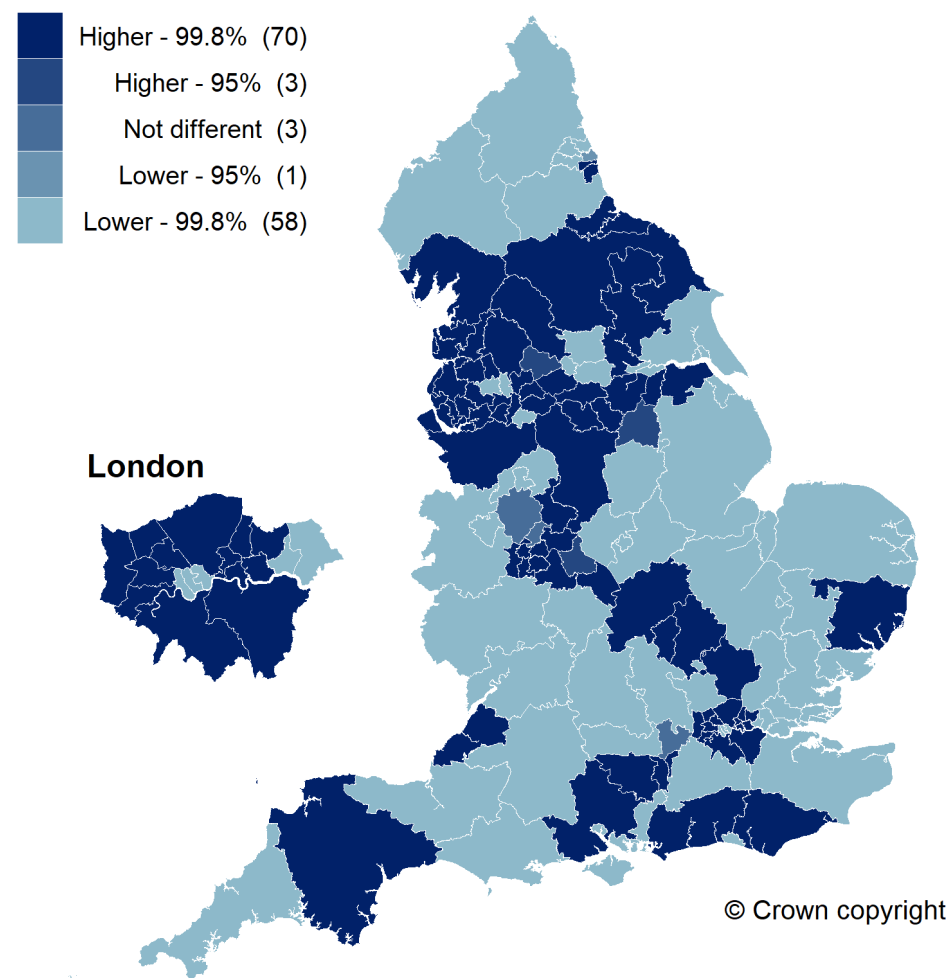 Higher - 99.8% (70)
Higher - 95% (3)
Not different (3)
Lower - 95% (1)
Lower - 99.8% (58)
London
© Crown copyright